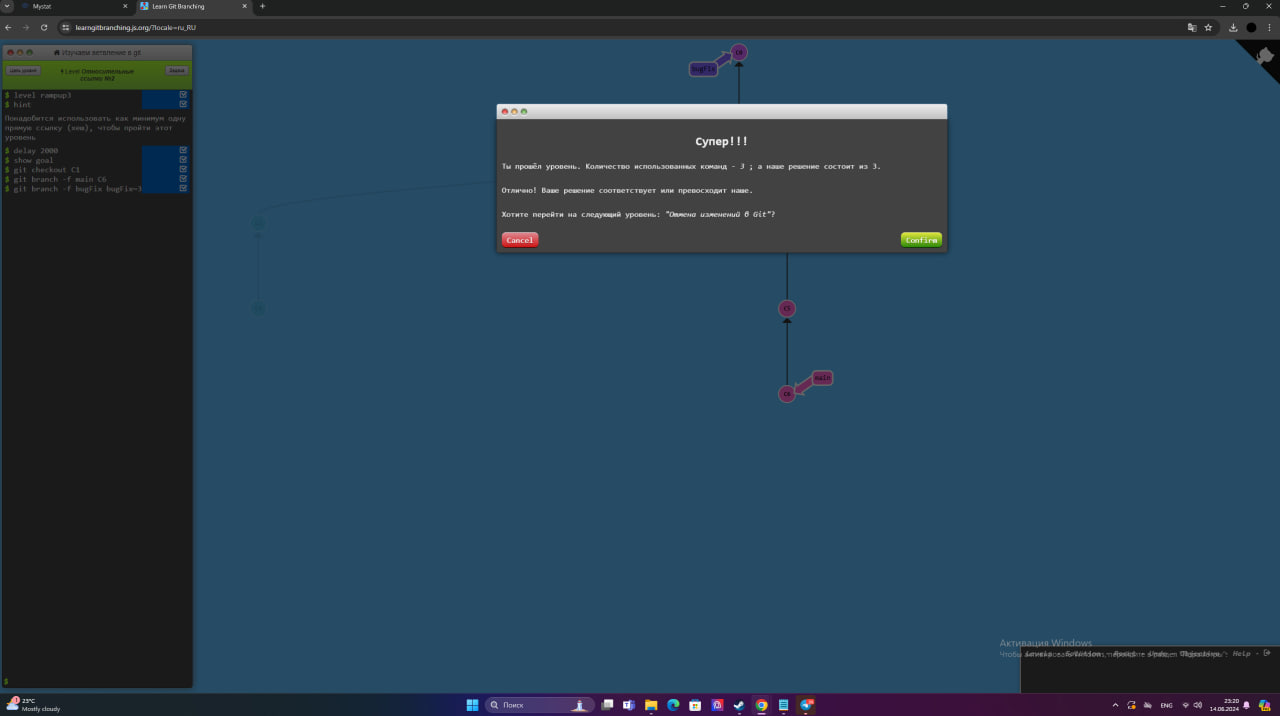 Mystat
Learn Git Branching
learngitbranching.js.org/?locale=ru_RU
Изучаем ветвление в git
Цель уровня
Level Относительные
ссылки №2
Задача
$ level rampup3
$ hint
Понадобится использовать как минимум одну
прямую ссылку (хеш), чтобы пройти этот
уровень
$ delay 2000
$ show goal
$ git checkout C1
$ git branch -f main C6
$ git branch -f bugFix bugFix~3
$
bugFix
C0
Супер!!!
Ты прошёл уровень. Количество использованных команд - 3 ; а наше решение состоит из 3.
Отлично! Ваше решение соответствует или превосходит наше.
Хотите перейти на следующий уровень: "Отмена изменений в Git"?
Cancel
Confirm
C5
main
C6
Активация Windows
Чтобы активировать Windows, перейдите в раздел "Параметры".
Levels - Solution - Reset - Undo - Objective - Help -
1
23°C
Mostly cloudy
Поиск
ENG
23:20
14.06.2024